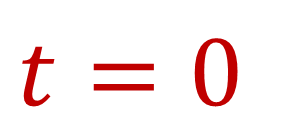 t = 0